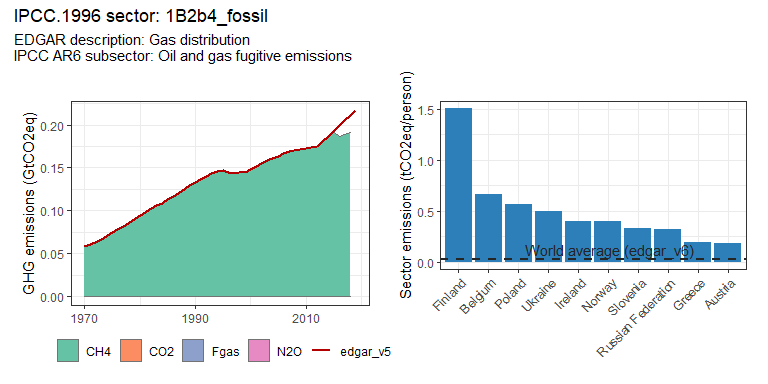 IPCC.1996 sector: 1B2b4_fossil
EDGAR description: Gas distribution
IPCC AR6 subsector: Oil and gas fugitive emissions
GHG emissions (GtCO2eq)
0.20
0.15
0.10
0.05
0.00
1970
1990
2010
CH4
CO2
Fgas
N2O
edgar_v5
Sector emissions (tCO2eq/person)
1.5
1.0
0.5
0.0
World average (edgar_v6)
Finland
Belgium
Poland
Ukraine
Ireland
Norway
Slovenia
Russian Federation
Greece
Austria